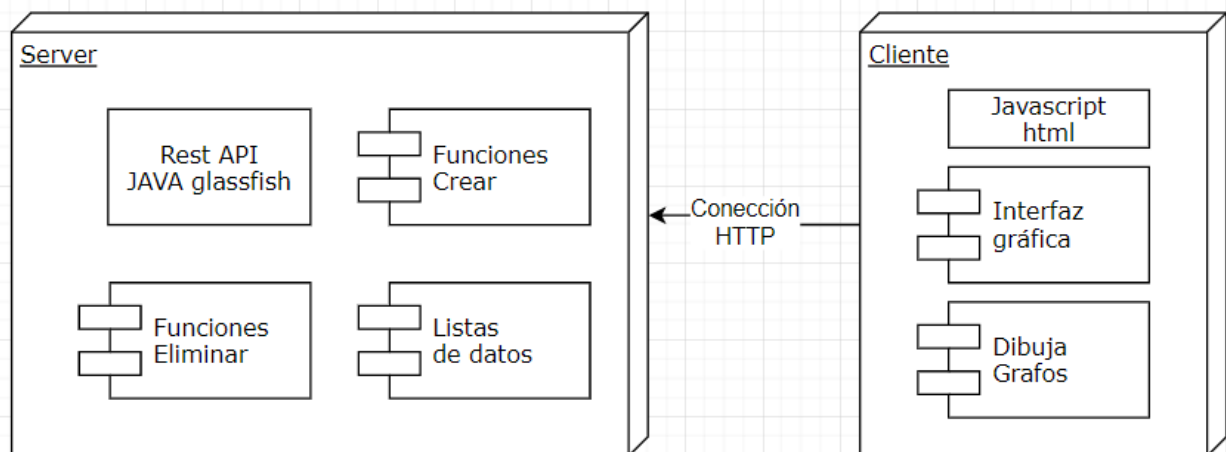 Server
Rest API
JAVA glassfish
Funciones
Crear
Funciones
Eliminar
Listas
de datos
Conección
HTTP
Cliente
Javascript
html
Interfaz
gráfica
Dibuja
Grafos